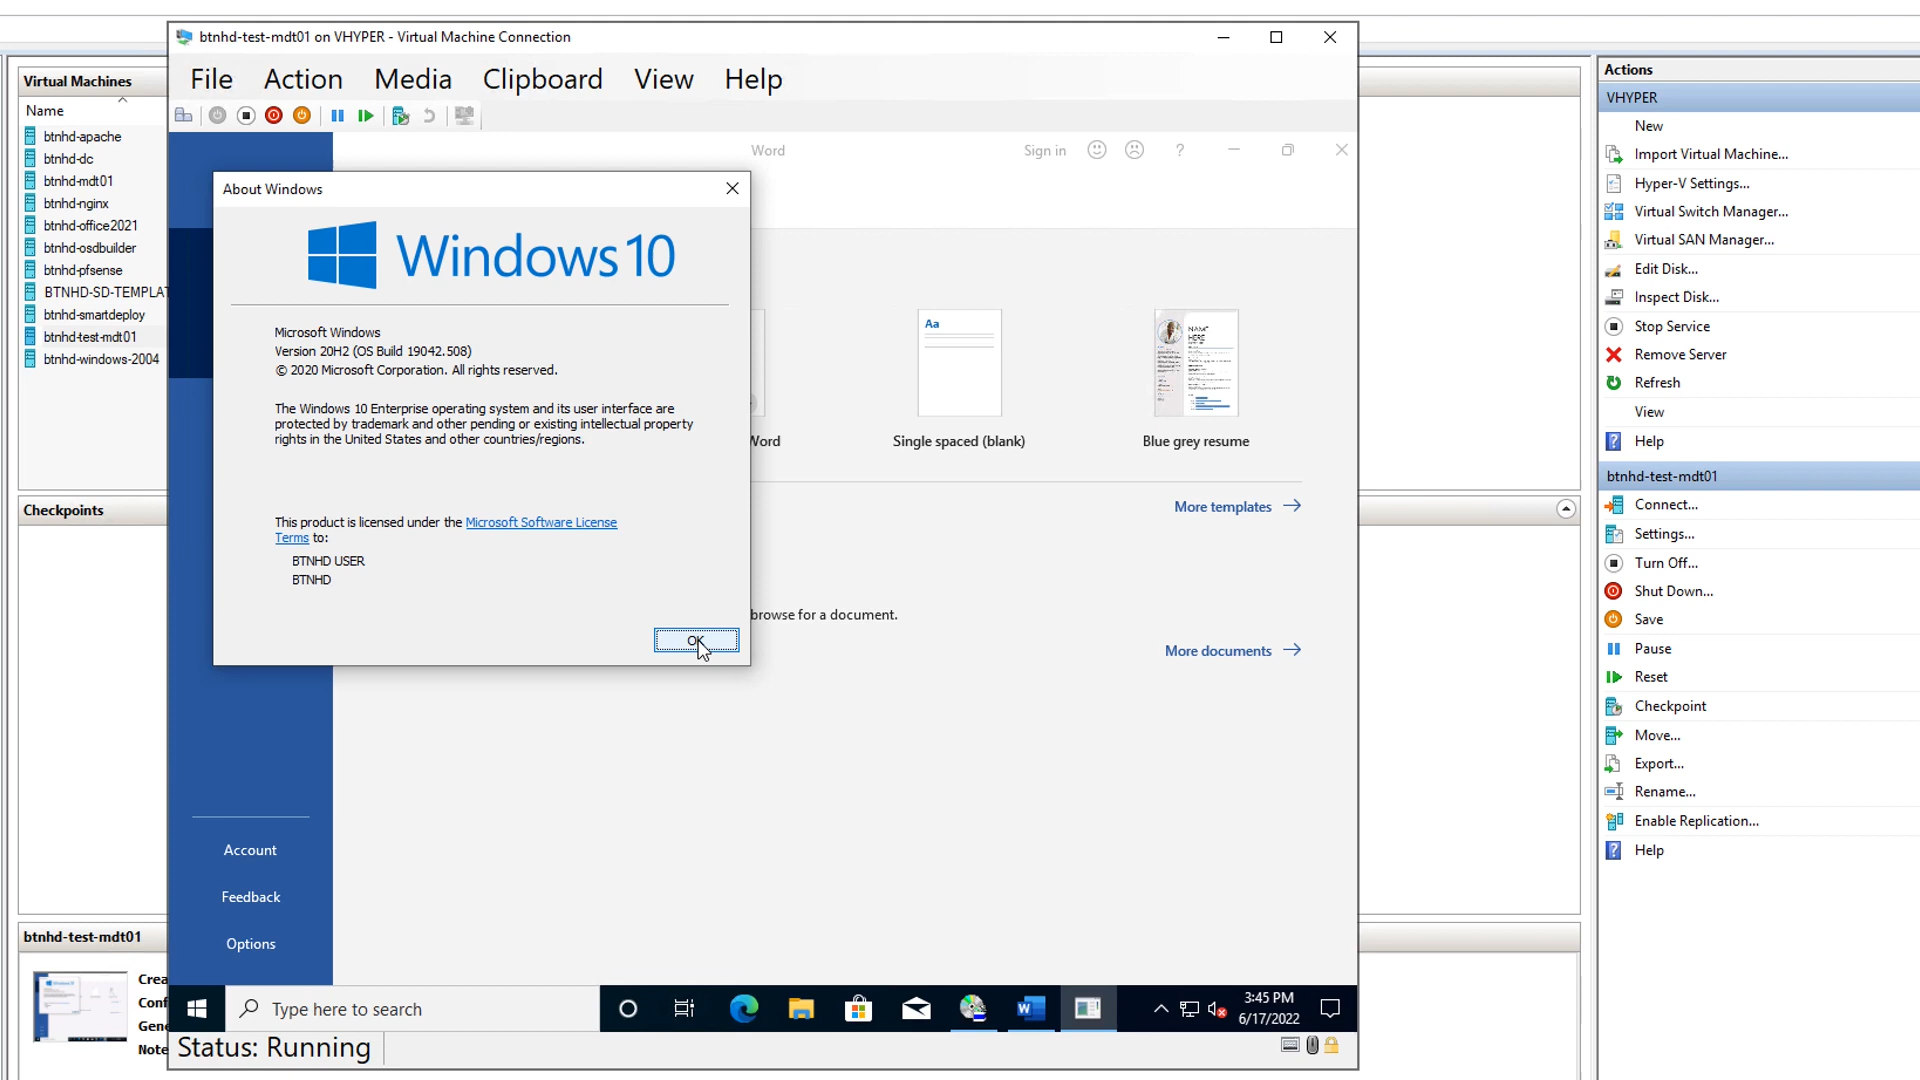 btnhd-test-mdt01 on VHYPER - Virtual Machine Connection
File Action Media Clipboard View Help
Virtual Machines
Name
btnhd-apache
btnhd-dc
btnhd-mdt01
btnhd-nginx
btnhd-office2021
btnhd-osdbuilder
btnhd-pfsense
BTNHD-SD-TEMPLAT
btnhd-smartdeploy
btnhd-test-mdt01
btnhd-windows-2004
Checkpoints
btnhd-test-mdt01
Crea
Conf
Gene
Note
Word
Sign in
?
About Windows
Windows 10
Microsoft Windows
Version 20H2 (OS Build 19042.508)
© 2020 Microsoft Corporation. All rights reserved.
The Windows 10 Enterprise operating system and its user interface are
protected by trademark and other pending or existing intellectual property
rights in the United States and other countries/regions.
This product is licensed under the Microsoft Software License
Terms to:
BTNHD USER
BTNHD
OK
Aa
NAME
HERE
Word
Single spaced (blank)
Blue grey resume
More templates
browse for a document.
More documents
Account
Feedback
Options
Type here to search
3:45 PM
6/17/2022
Status: Running
Actions
VHYPER
New
Import Virtual Machine...
Hyper-V Settings...
Virtual Switch Manager...
Virtual SAN Manager...
Edit Disk...
Inspect Disk...
Stop Service
Remove Server
Refresh
View
Help
btnhd-test-mdt01
Connect...
Settings...
Turn Off...
Shut Down...
Save
Pause
Reset
Checkpoint
Move...
Export...
Rename...
Enable Replication...
Help